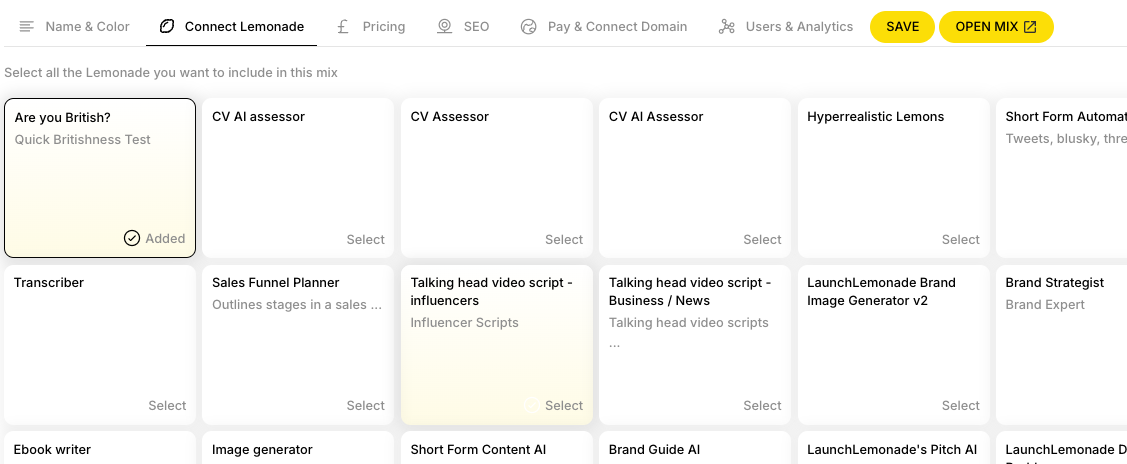 Name & Color
Connect Lemonade
Pricing
SEO
Pay & Connect Domain
Users & Analytics
SAVE
OPEN MIX
Select all the Lemonade you want to include in this mix
Are you British?
Quick Britishness Test
Added
CV AI assessor
Select
CV Assessor
Select
CV AI Assessor
Select
Hyperrealistic Lemons
Select
Short Form Automat
Tweets, blusky, thre
Transcriber
Select
Sales Funnel Planner
Outlines stages in a sales ...
Select
Talking head video script -
influencers
Influencer Scripts
Select
Talking head video script -
Business / News
Talking head video scripts
...
Select
LaunchLemonade Brand
Image Generator v2
Select
Brand Strategist
Brand Expert
Ebook writer
Image generator
Short Form Content AI
Brand Guide AI
LaunchLemonade's Pitch AI
LaunchLemonade D